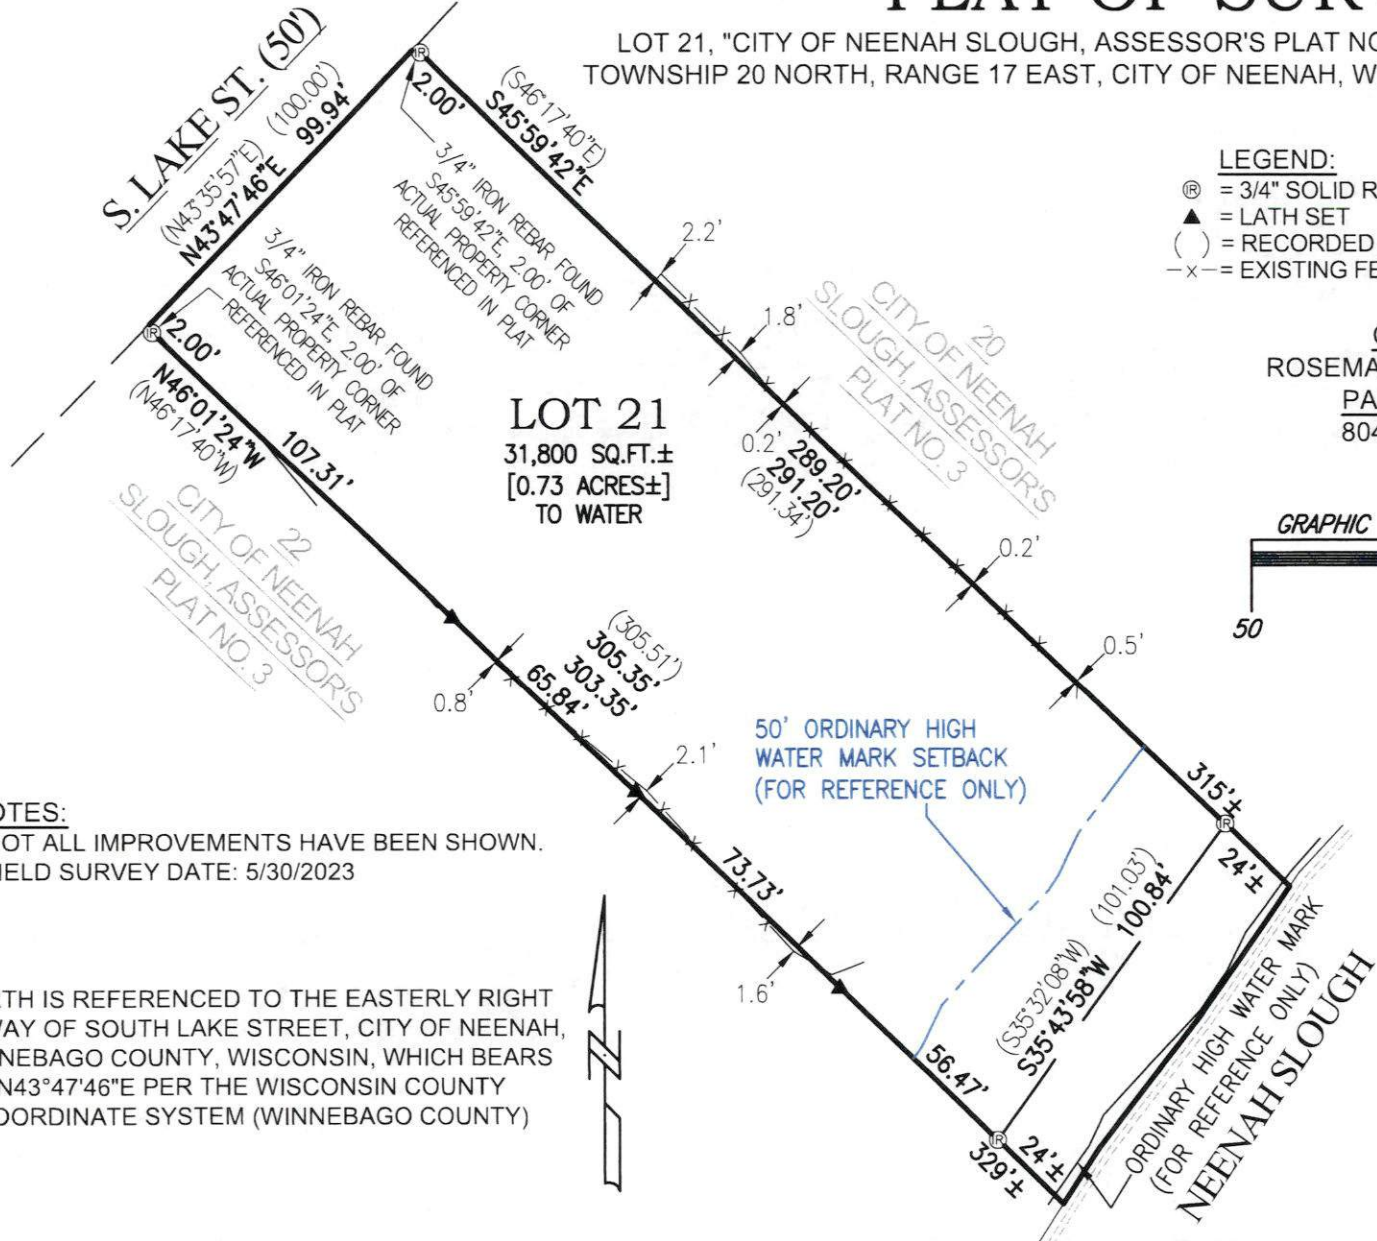 PLAT OF SUR
LOT 21, "CITY OF NEENAH SLOUGH, ASSESSOR'S PLAT NO
TOWNSHIP 20 NORTH, RANGE 17 EAST, CITY OF NEENAH, W
LEGEND:
IR = 3/4" SOLID R
▲ = LATH SET
( ) = RECORDED
-x-= EXISTING FE
ROSEMA
PA
804
GRAPHIC
50
S. LAKE ST. (50')
(N43°35'57"E) (100.00')
N43°47'46"E 99.94'
IR
2.00'
3/4" IRON REBAR FOUND
S45°59'42"E, 2.00' OF
ACTUAL PROPERTY CORNER
REFERENCED IN PLAT
(S46°17'40"E)
S45°59'42"E
IR
2.00'
3/4" IRON REBAR FOUND
S46°01'24"E, 2.00' OF
ACTUAL PROPERTY CORNER
REFERENCED IN PLAT
N46°01'24"W
(N46°17'40"W)
107.31'
2.2'
1.8'
20
CITY OF NEENAH
SLOUGH, ASSESSOR'S
PLAT NO. 3
LOT 21
31,800 SQ.FT.±
[0.73 ACRES±]
TO WATER
0.2'
289.20'
291.20'
(291.34')
0.2'
0.5'
22
CITY OF NEENAH
SLOUGH, ASSESSOR'S
PLAT NO. 3
(305.51')
305.35'
303.35'
65.84'
0.8'
2.1'
73.73'
1.6'
50' ORDINARY HIGH
WATER MARK SETBACK
(FOR REFERENCE ONLY)
315'±
IR
24'±
(S35°32'08"W) (101.03')
S35°43'58"W 100.84'
56.47'
IR
329'±
24'±
ORDINARY HIGH WATER MARK
(FOR REFERENCE ONLY)
NEENAH SLOUGH
OTES:
OT ALL IMPROVEMENTS HAVE BEEN SHOWN.
IELD SURVEY DATE: 5/30/2023
N
TH IS REFERENCED TO THE EASTERLY RIGHT
WAY OF SOUTH LAKE STREET, CITY OF NEENAH,
NEBAGO COUNTY, WISCONSIN, WHICH BEARS
N43°47'46"E PER THE WISCONSIN COUNTY
OORDINATE SYSTEM (WINNEBAGO COUNTY)